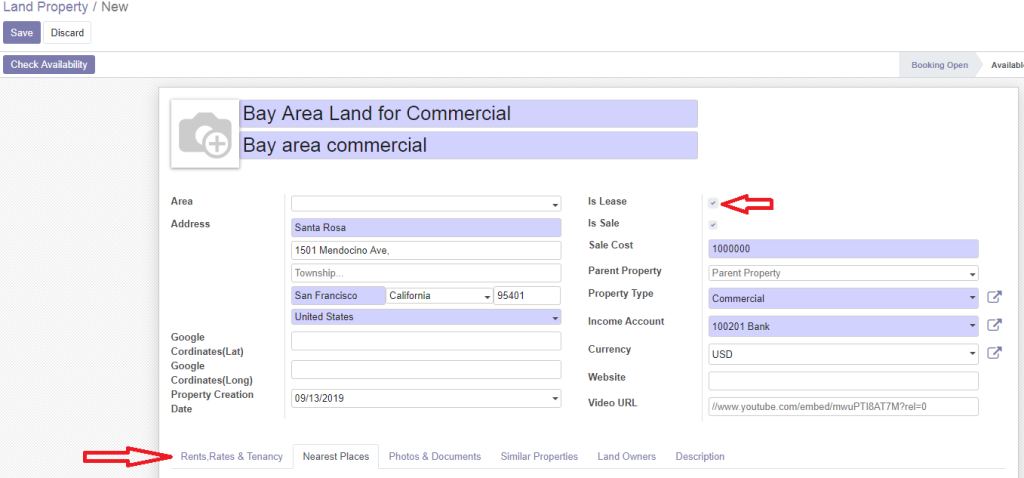 Land Property / New
Save Discard
Check Availability Booking Open
Bay Area Land for Commercial
Bay area commercial
Area
Address
Santa Rosa
1501 Mendocino Ave,
Township...
San Francisco California 95401
United States
Google
Cordinates(Lat)
Google
Cordinates(Long)
Property Creation
Date
09/13/2019
Is Lease
Is Sale
Sale Cost 1000000
Parent Property Parent Property
Property Type Commercial
Income Account 100201 Bank
Currency USD
Website
Video URL //www.youtube.com/embed/mwuPTI8AT7M?rel=0
Rents,Rates & Tenancy Nearest Places Photos & Documents Similar Properties Land Owners Description